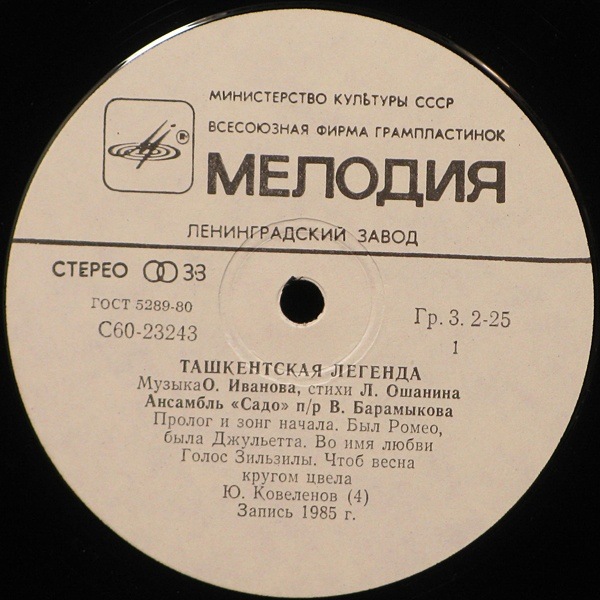 МИНИСТЕРСТВО КУЛЬТУРЫ СССР
ВСЕСОЮЗНАЯ ФИРМА ГРАМПЛАСТИНОК
МЕЛОДИЯ
ЛЕНИНГРАДСКИЙ ЗАВОД
СТЕРЕО 33
ГОСТ 5289-80
С60-23243
Гр. 3. 2-25
1
ТАШКЕНТСКАЯ ЛЕГЕНДА
МузыкаО. Иванова, стихи Л. Ошанина
Ансамбль «Садо» п/р В. Барамыкова
Пролог и зонг начала. Был Ромео,
была Джульетта. Во имя любви
Голос Зильзилы. Чтоб весна
кругом цвела
Ю. Ковеленов (4)
Запись 1985 г.